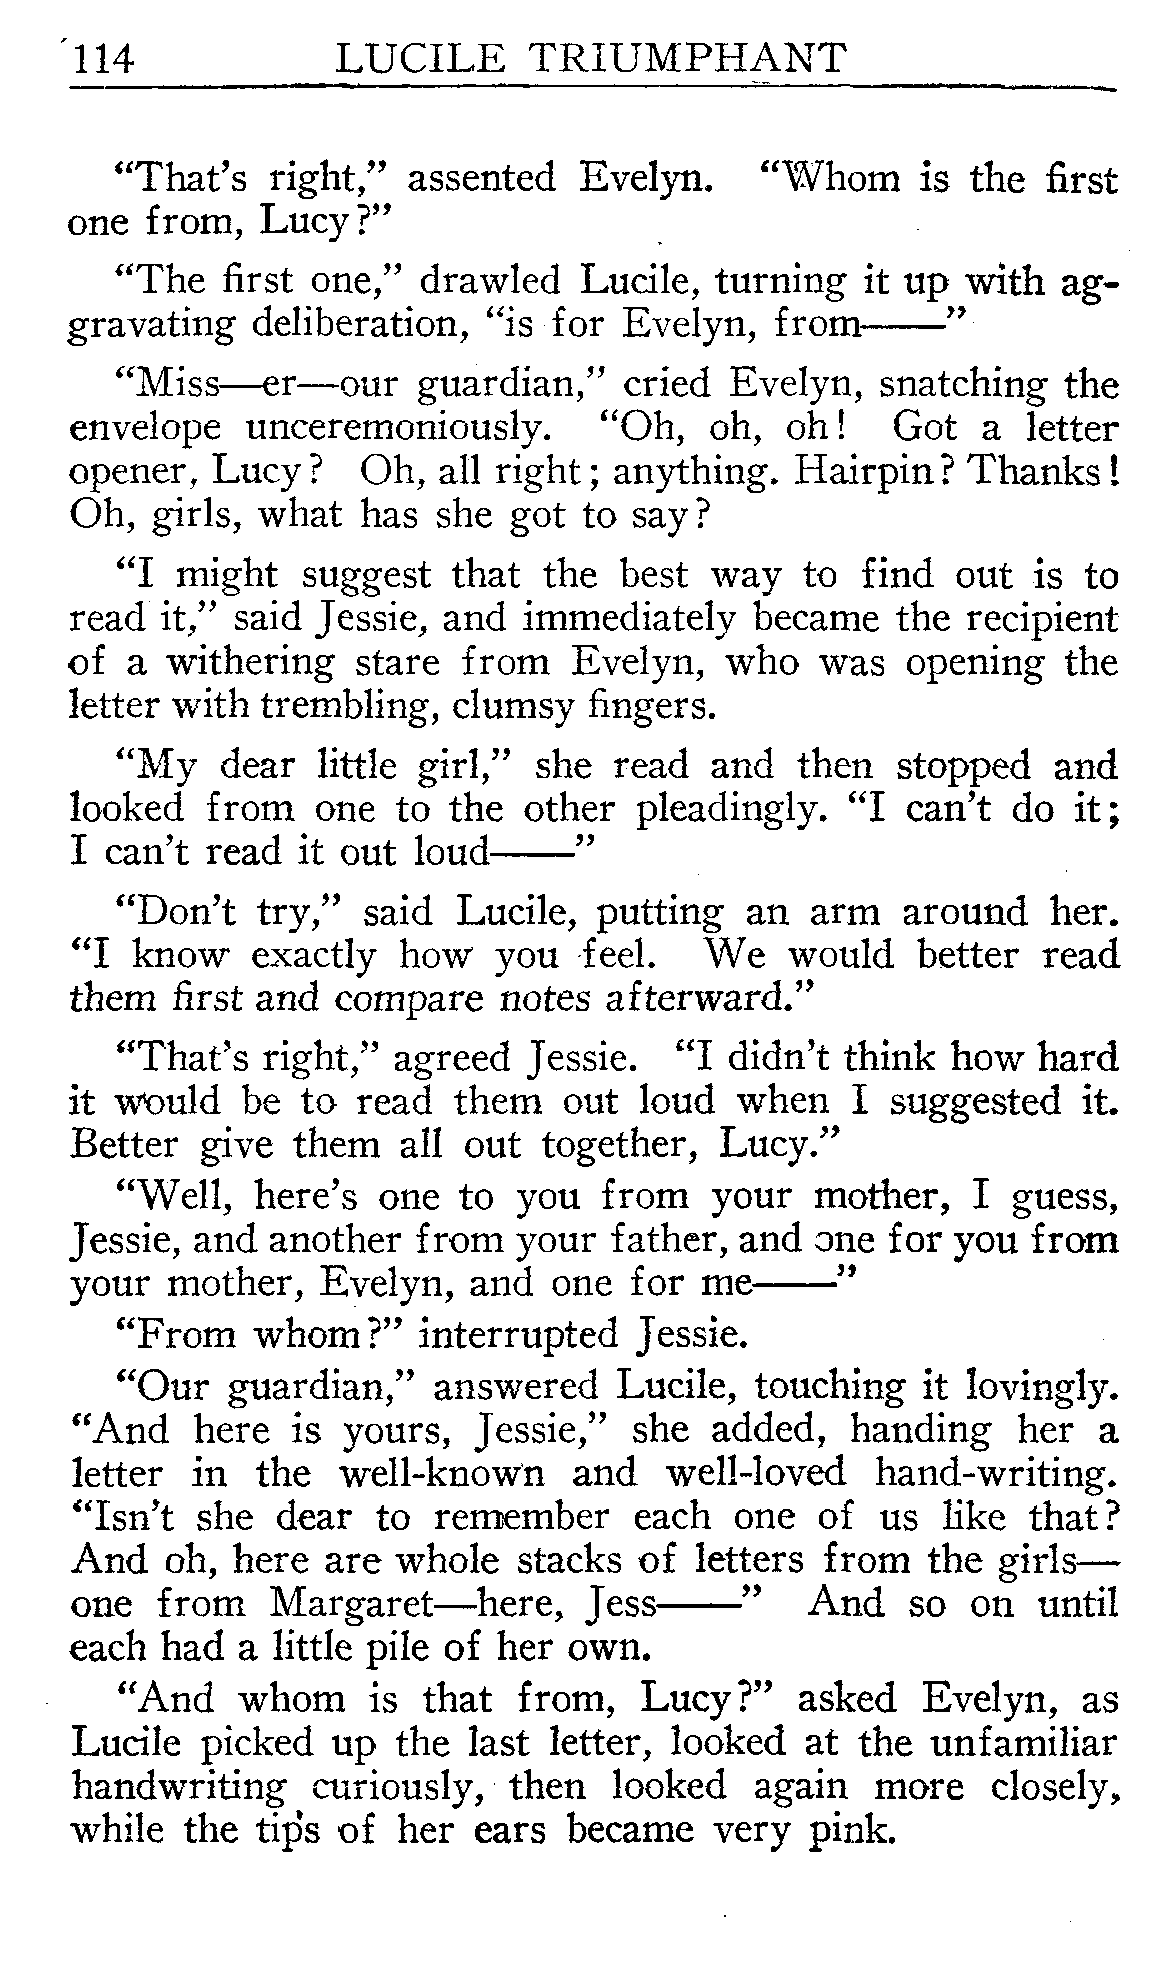 114 LUCILE TRIUMPHANT
“That’s right,” assented Evelyn. “Whom is the first
one from, Lucy?”
“The first one,” drawled Lucile, turning it up with ag-
gravating deliberation, “is for Evelyn, from——”
“Miss—er—our guardian,” cried Evelyn, snatching the
envelope unceremoniously. “Oh, oh, oh! Got a letter
opener, Lucy? Oh, all right; anything. Hairpin? Thanks!
Oh, girls, what has she got to say?
“I might suggest that the best way to find out is to
read it,” said Jessie, and immediately became the recipient
of a withering stare from Evelyn, who was opening the
letter with trembling, clumsy fingers.
“My dear little girl,” she read and then stopped and
looked from one to the other pleadingly. “I can’t do it;
I can’t read it out loud——”
“Don’t try,” said Lucile, putting an arm around her.
“I know exactly how you feel. We would better read
them first and compare notes afterward.”
“That’s right,” agreed Jessie. “I didn’t think how hard
it would be to read them out loud when I suggested it.
Better give them all out together, Lucy.”
“Well, here’s one to you from your mother, I guess,
Jessie, and another from your father, and one for you from
your mother, Evelyn, and one for me——”
“From whom?” interrupted Jessie.
“Our guardian,” answered Lucile, touching it lovingly.
“And here is yours, Jessie,” she added, handing her a
letter in the well-known and well-loved hand-writing.
“Isn’t she dear to remember each one of us like that?
And oh, here are whole stacks of letters from the girls—
one from Margaret—here, Jess——” And so on until
each had a little pile of her own.
“And whom is that from, Lucy?” asked Evelyn, as
Lucile picked up the last letter, looked at the unfamiliar
handwriting curiously, then looked again more closely,
while the tips of her ears became very pink.